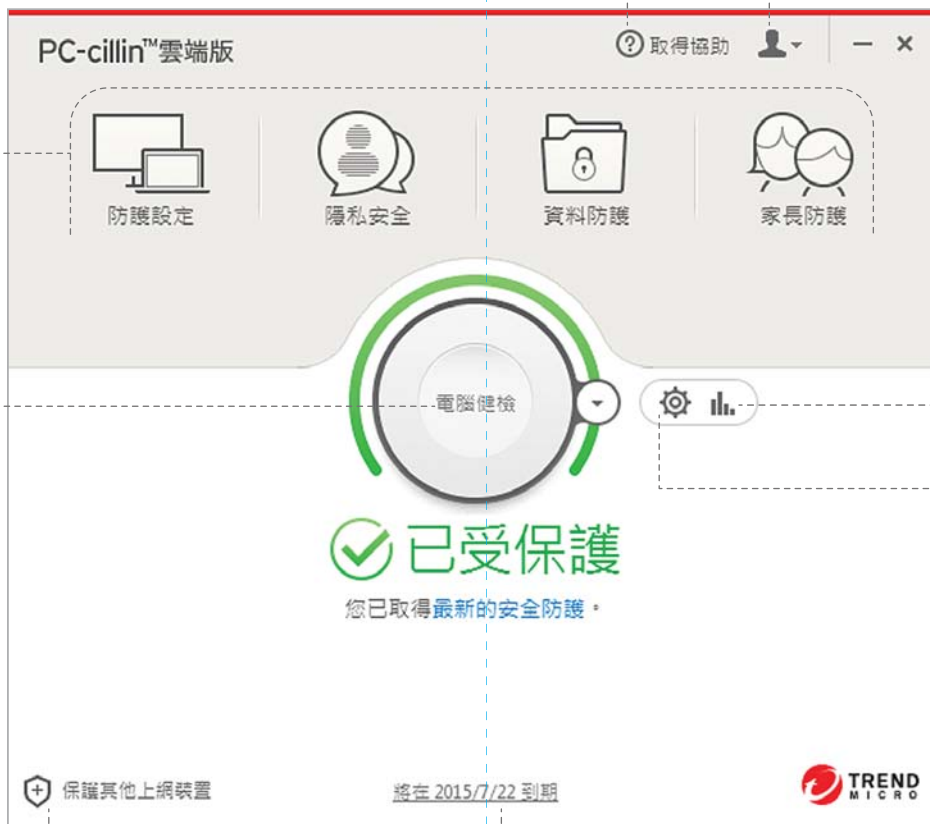 PC-cillin™雲端版
取得協助
防護設定
隱私安全
資料防護
家長防護
電腦健檢
已受保護
您已取得最新的安全防護。
保護其他上網裝置
將在 2015/7/22 到期
TREND
MICRO